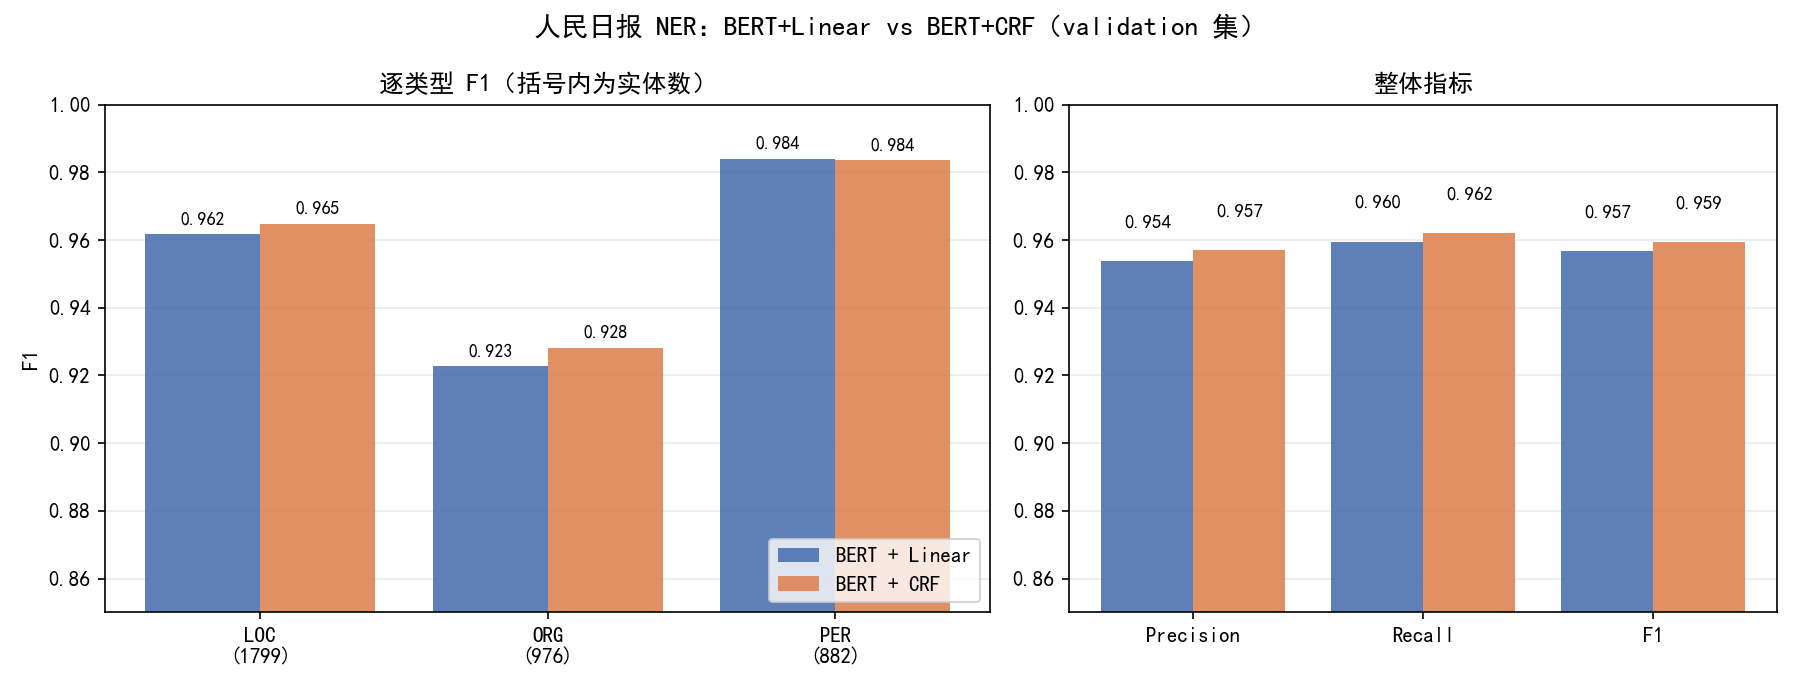 人民日报 NER：BERT+Linear vs BERT+CRF（validation 集）
逐类型 F1（括号内为实体数）
1.00
0.98
0.96
0.94
0.92
0.90
0.88
0.86
F1
0.962
0.965
0.923
0.928
0.984
0.984
BERT + Linear
BERT + CRF
LOC
(1799)
ORG
(976)
PER
(882)
整体指标
1.00
0.98
0.96
0.94
0.92
0.90
0.88
0.86
0.954
0.957
0.960
0.962
0.957
0.959
Precision
Recall
F1